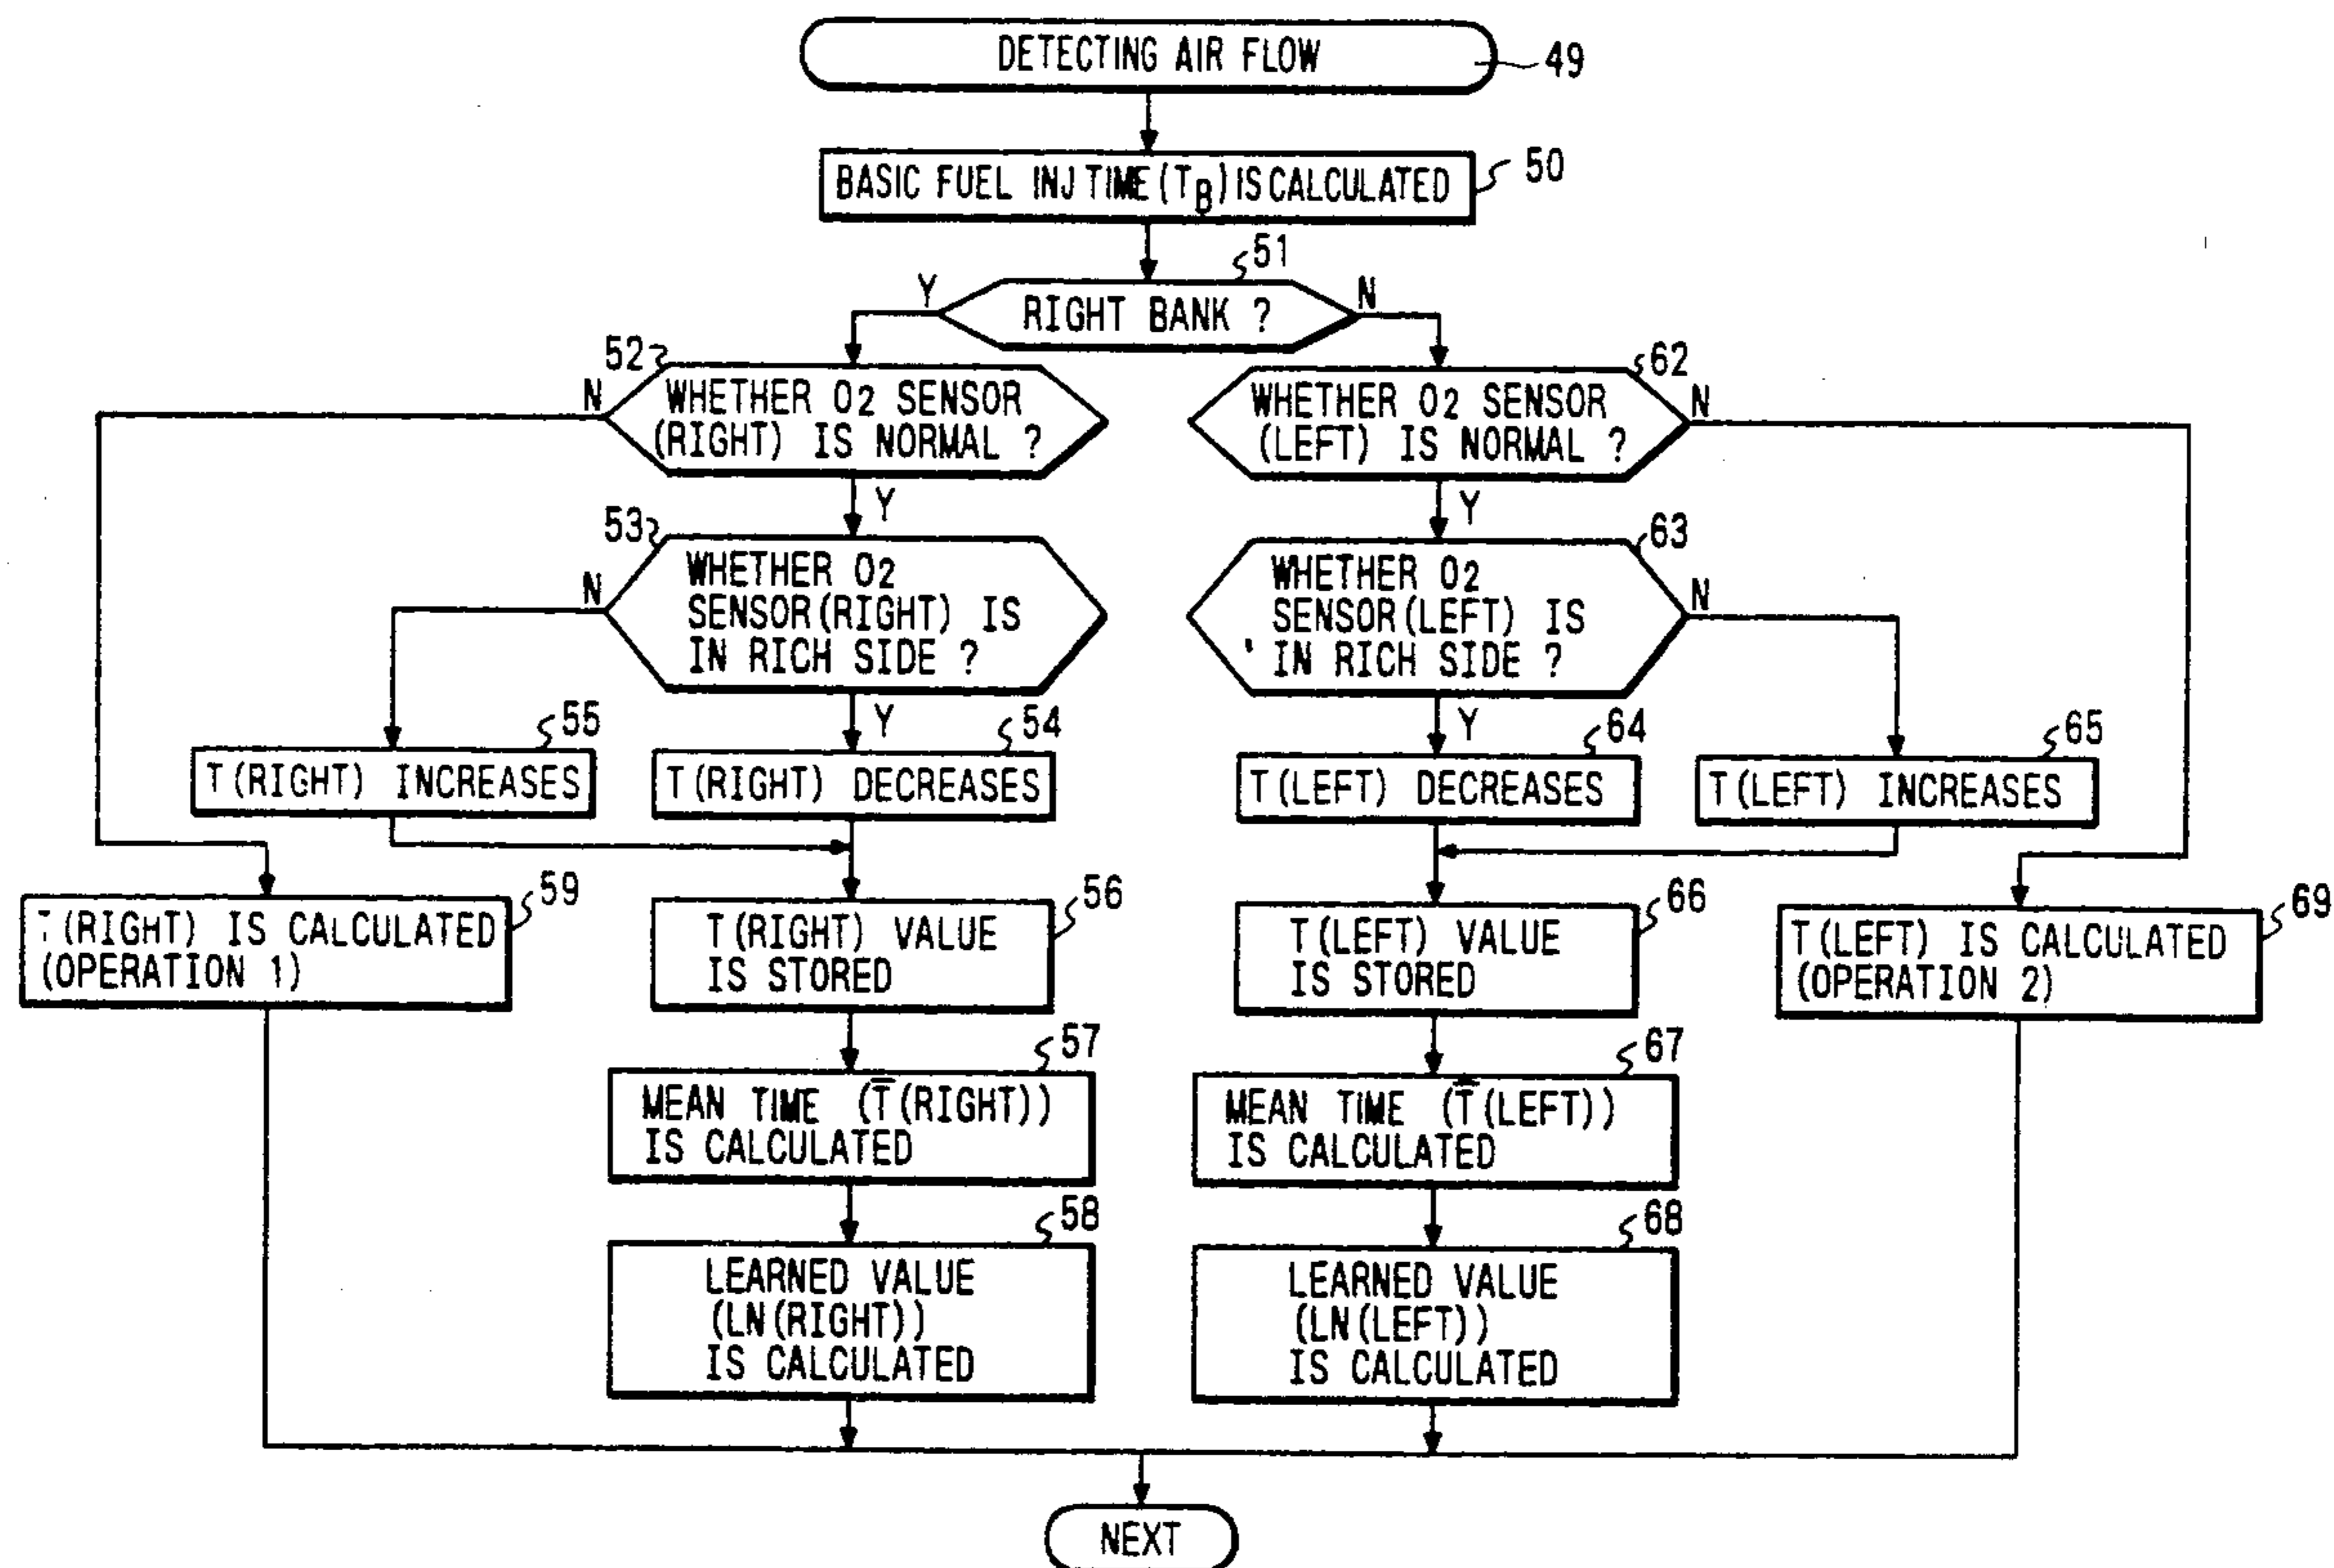 DETECTING AIR FLOW
49
BASIC FUEL INJ TIME (TB) IS CALCULATED
50
51
Y
RIGHT BANK ?
N
52
N
WHETHER O2 SENSOR
(RIGHT) IS NORMAL ?
Y
62
WHETHER O2 SENSOR
(LEFT) IS NORMAL ?
N
Y
53
N
WHETHER O2
SENSOR (RIGHT) IS
IN RICH SIDE ?
Y
63
WHETHER O2
SENSOR (LEFT) IS
IN RICH SIDE ?
N
Y
55
T (RIGHT) INCREASES
54
T (RIGHT) DECREASES
64
T (LEFT) DECREASES
65
T (LEFT) INCREASES
59
T (RIGHT) IS CALCULATED
(OPERATION 1)
56
T (RIGHT) VALUE
IS STORED
66
T (LEFT) VALUE
IS STORED
69
T (LEFT) IS CALCULATED
(OPERATION 2)
57
MEAN TIME (T̄ (RIGHT))
IS CALCULATED
67
MEAN TIME (T̄ (LEFT))
IS CALCULATED
58
LEARNED VALUE
(LN (RIGHT))
IS CALCULATED
68
LEARNED VALUE
(LN (LEFT))
IS CALCULATED
NEXT